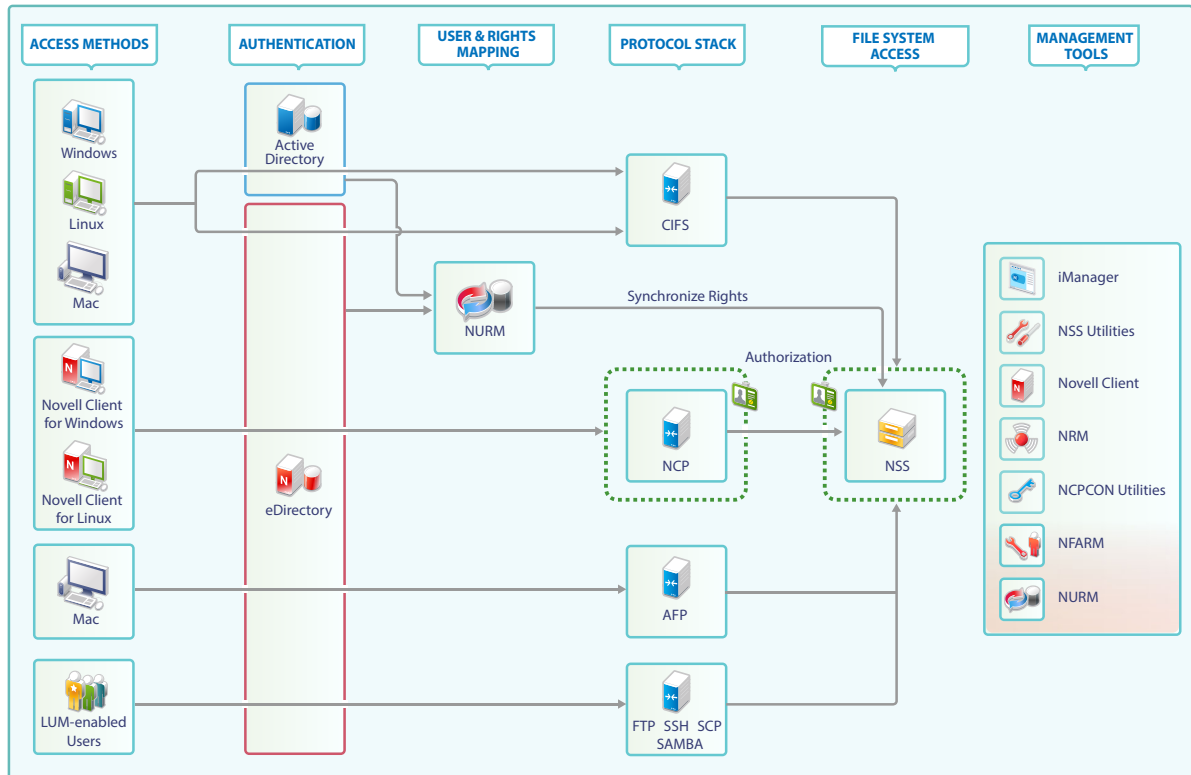 ACCESS METHODS
AUTHENTICATION
USER & RIGHTS
MAPPING
PROTOCOL STACK
FILE SYSTEM
ACCESS
MANAGEMENT
TOOLS
Windows
Linux
Mac
Novell Client
for Windows
Novell Client
for Linux
Mac
LUM-enabled
Users
Active
Directory
eDirectory
NURM
Synchronize Rights
Authorization
CIFS
NCP
AFP
FTP SSH SCP
SAMBA
NSS
iManager
NSS Utilities
Novell Client
NRM
NCPCON Utilities
NFARM
NURM
N
N
N
N